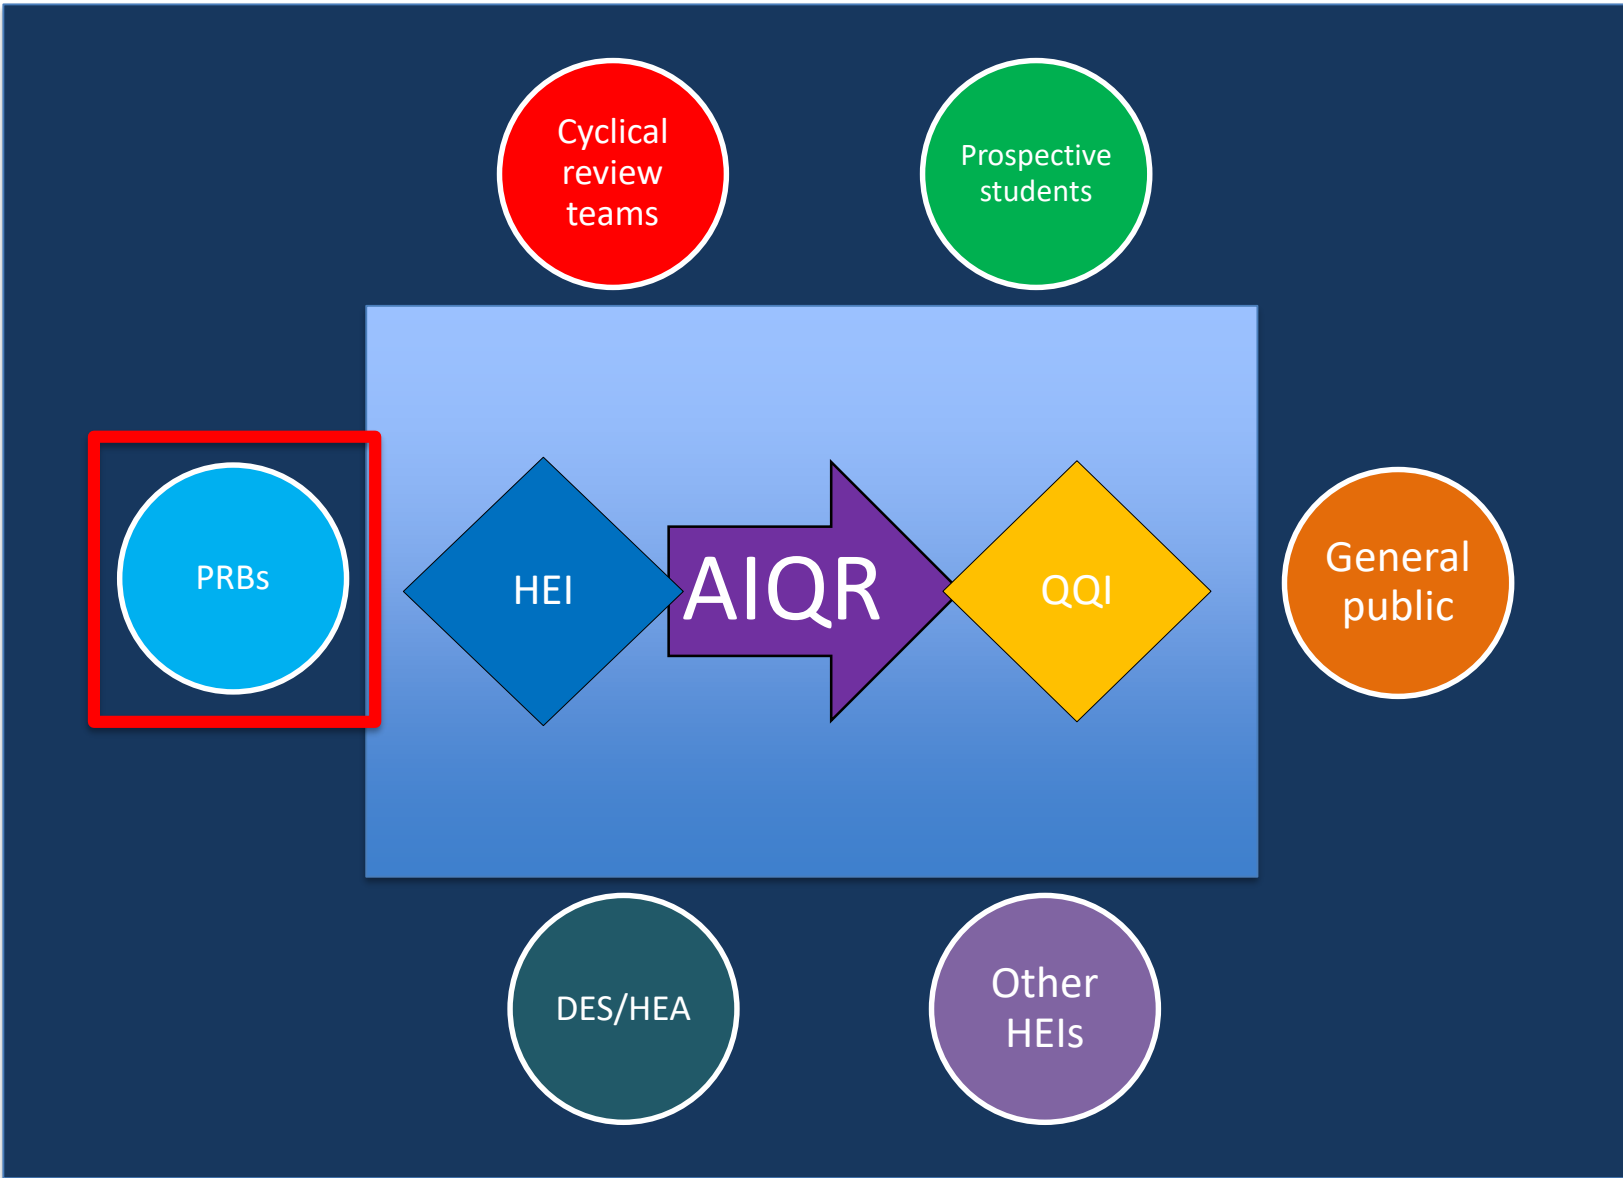 Cyclical
review
teams
Prospective
students
PRBs
HEI
AIQR
QQI
General
public
DES/HEA
Other
HEIs